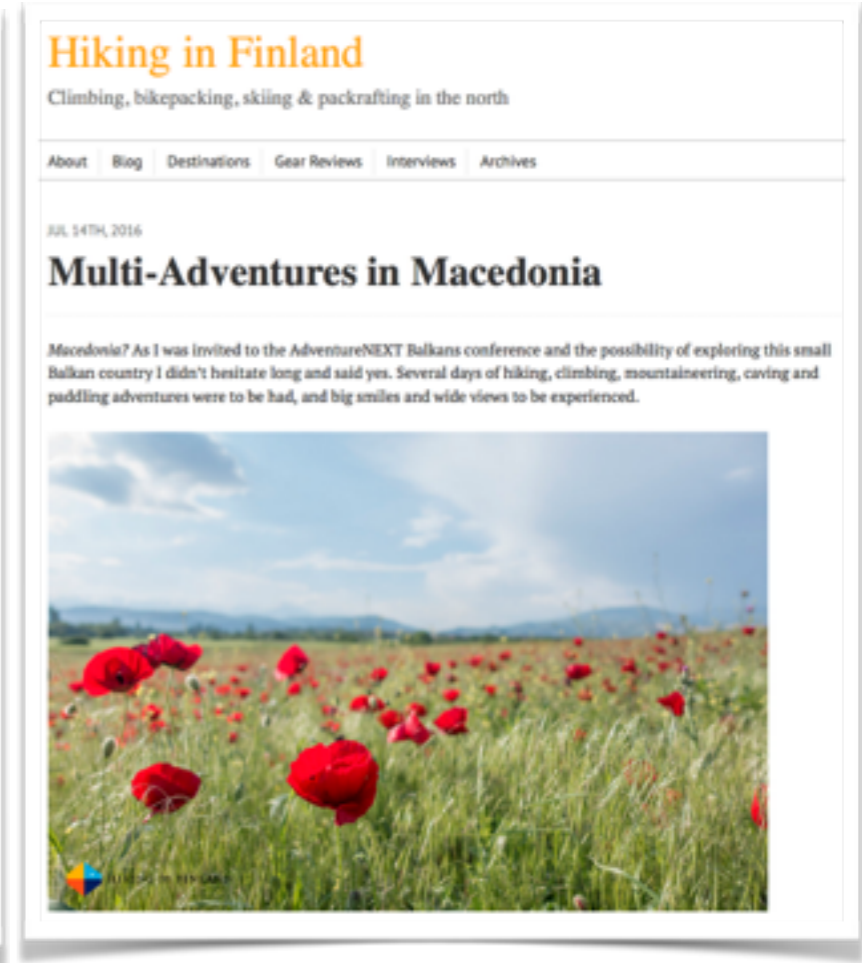 Hiking in Finland
Climbing, bikepacking, skiing & packrafting in the north
About Blog Destinations Gear Reviews Interviews Archives
JUL 14TH, 2016
Multi-Adventures in Macedonia
Macedonia? As I was invited to the AdventureNEXT Balkans conference and the possibility of exploring this small
Balkan country I didn't hesitate long and said yes. Several days of hiking, climbing, mountaineering, caving and
paddling adventures were to be had, and big smiles and wide views to be experienced.
HIKING IN FINLAND